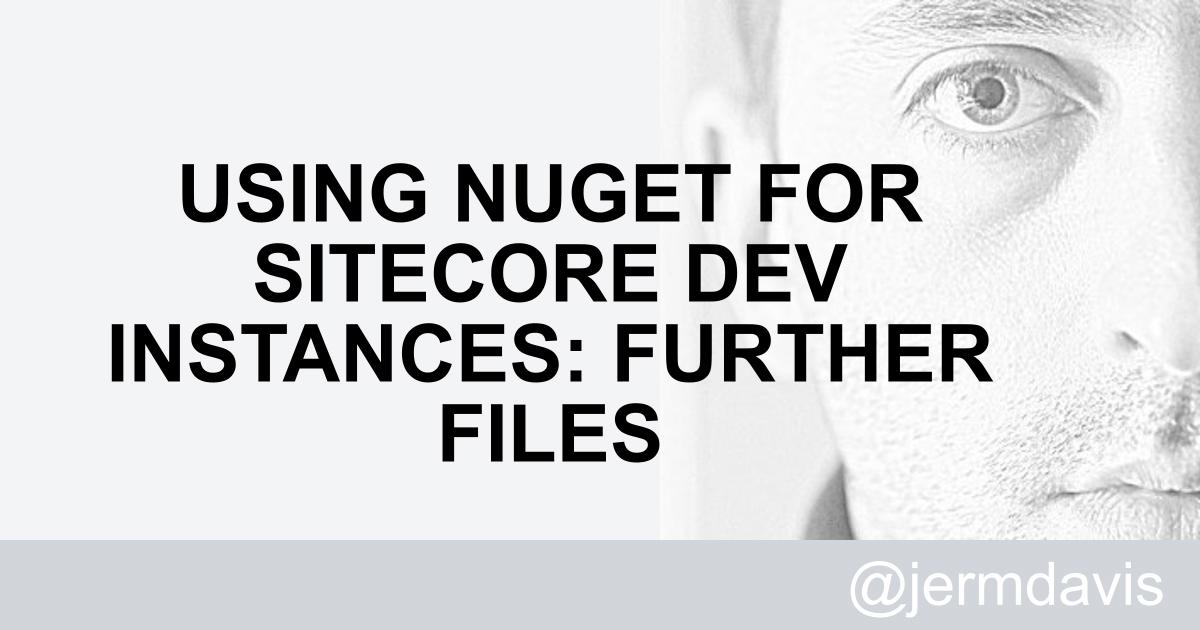 USING NUGET FOR
SITECORE DEV
INSTANCES: FURTHER
FILES
@jermdavis